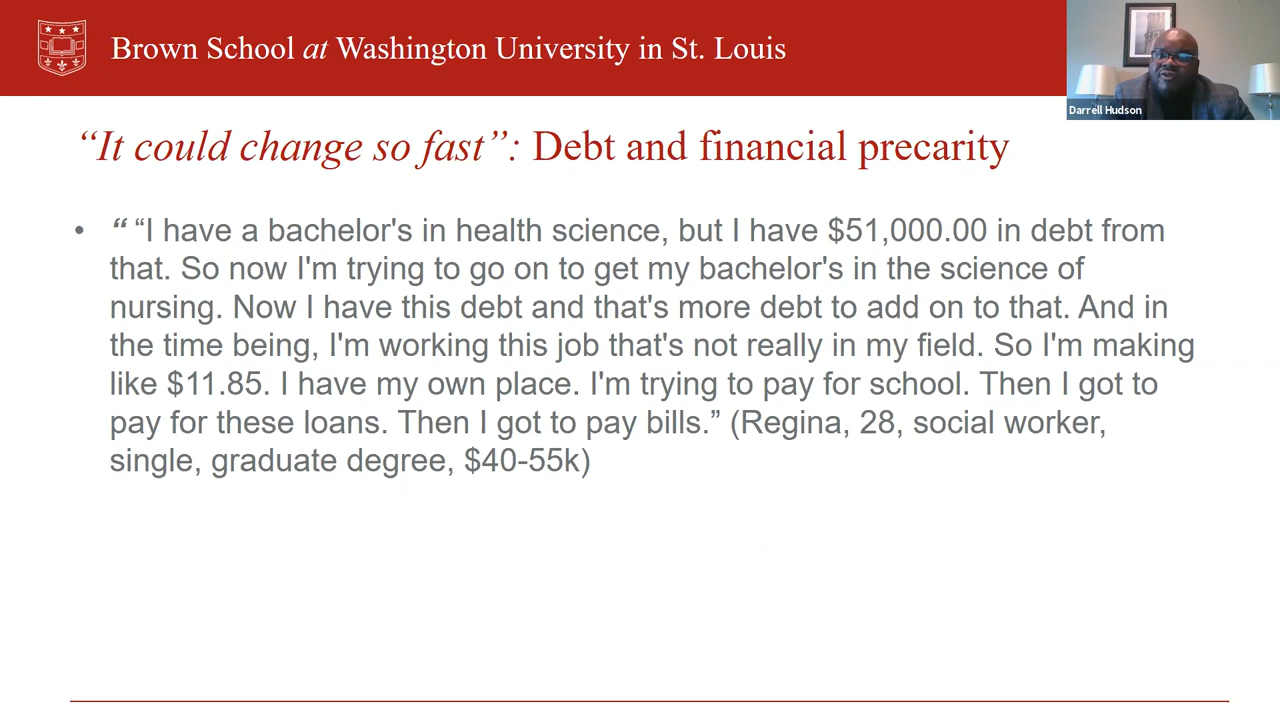 Brown School at Washington University in St. Louis
Darrell Hudson
“It could change so fast”: Debt and financial precarity
• “ “I have a bachelor's in health science, but I have $51,000.00 in debt from
that. So now I'm trying to go on to get my bachelor's in the science of
nursing. Now I have this debt and that's more debt to add on to that. And in
the time being, I'm working this job that's not really in my field. So I'm making
like $11.85. I have my own place. I'm trying to pay for school. Then I got to
pay for these loans. Then I got to pay bills.” (Regina, 28, social worker,
single, graduate degree, $40-55k)